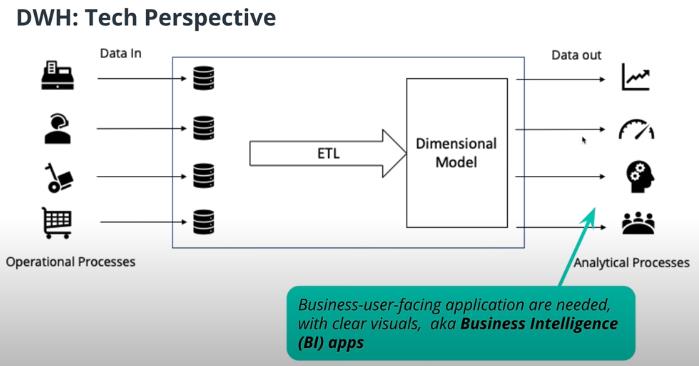 DWH: Tech Perspective
Data In
Data out
ETL
Dimensional
Model
Operational Processes
Analytical Processes
Business-user-facing application are needed,
with clear visuals, aka Business Intelligence
(BI) apps